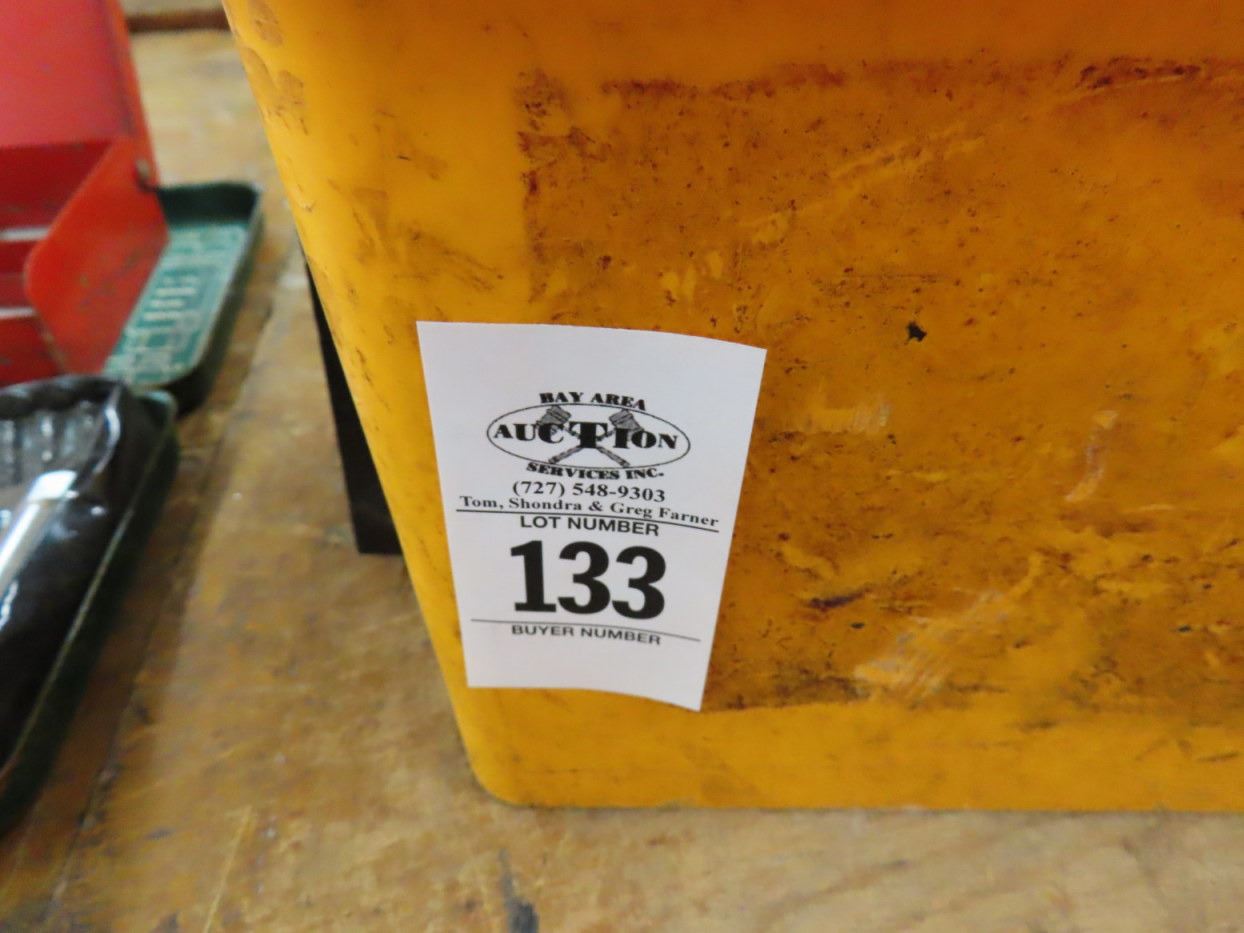 BAY AREA
AUCTION
SERVICES INC.
(727) 548-9303
Tom, Shondra & Greg Farner
LOT NUMBER
133
BUYER NUMBER